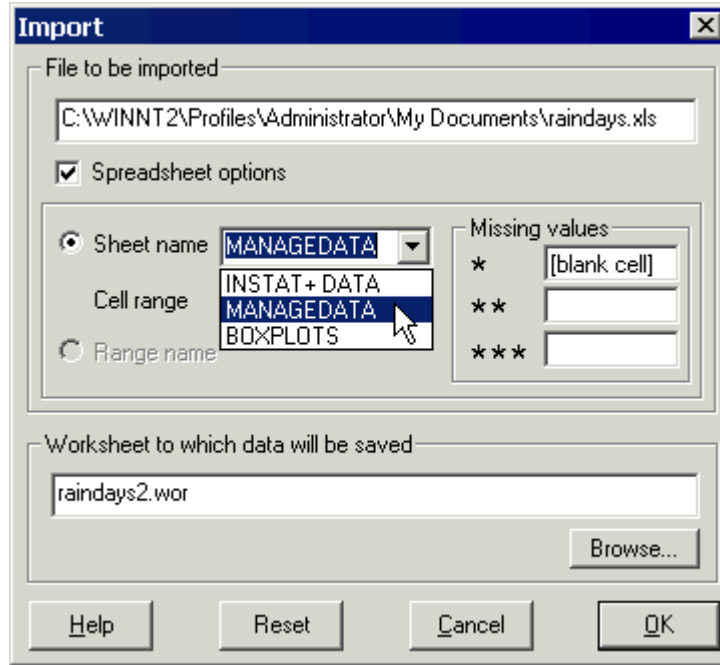 Import
File to be imported
C:\WINNT2\Profiles\Administrator\My Documents\raindays.xls
Spreadsheet options
Sheet name MANAGEDATA
INSTAT+ DATA
MANAGEDATA
BOXPLOTS
Cell range
Range name
Missing values
* [blank cell]
**
***
Worksheet to which data will be saved
raindays2.wor
Browse...
Help Reset Cancel OK